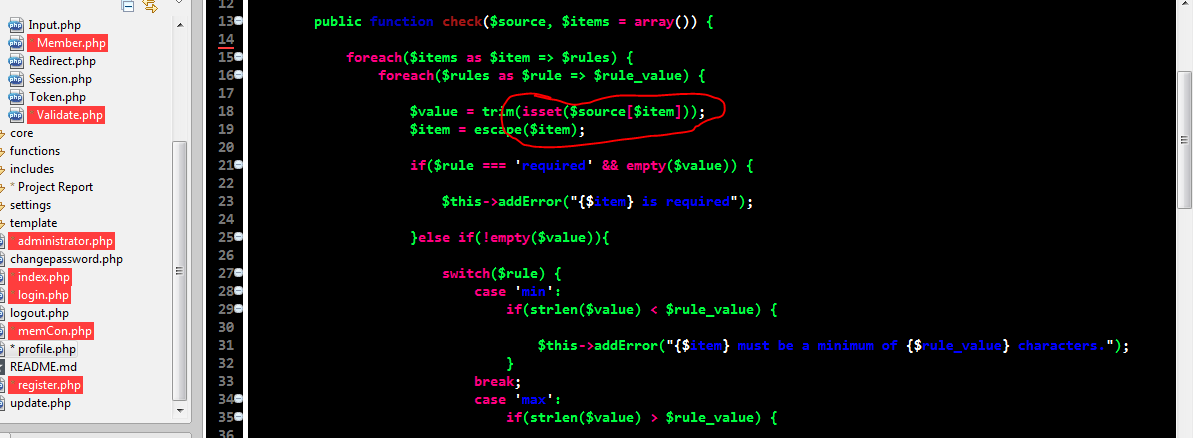 Input.php
Member.php
Redirect.php
Session.php
Token.php
Validate.php
core
functions
includes
* Project Report
settings
template
administrator.php
changepassword.php
index.php
login.php
logout.php
memCon.php
* profile.php
README.md
register.php
update.php
12
13 public function check($source, $items = array()) {
14
15 foreach($items as $item => $rules) {
16 foreach($rules as $rule => $rule_value) {
17
18 $value = trim(isset($source[$item]));
19 $item = escape($item);
20
21 if($rule === 'required' && empty($value)) {
22
23 $this->addError("{$item} is required");
24
25 }else if(!empty($value)){
26
27 switch($rule) {
28 case 'min':
29 if(strlen($value) < $rule_value) {
30
31 $this->addError("{$item} must be a minimum of {$rule_value} characters.");
32 }
33 break;
34 case 'max':
35 if(strlen($value) > $rule_value) {
36